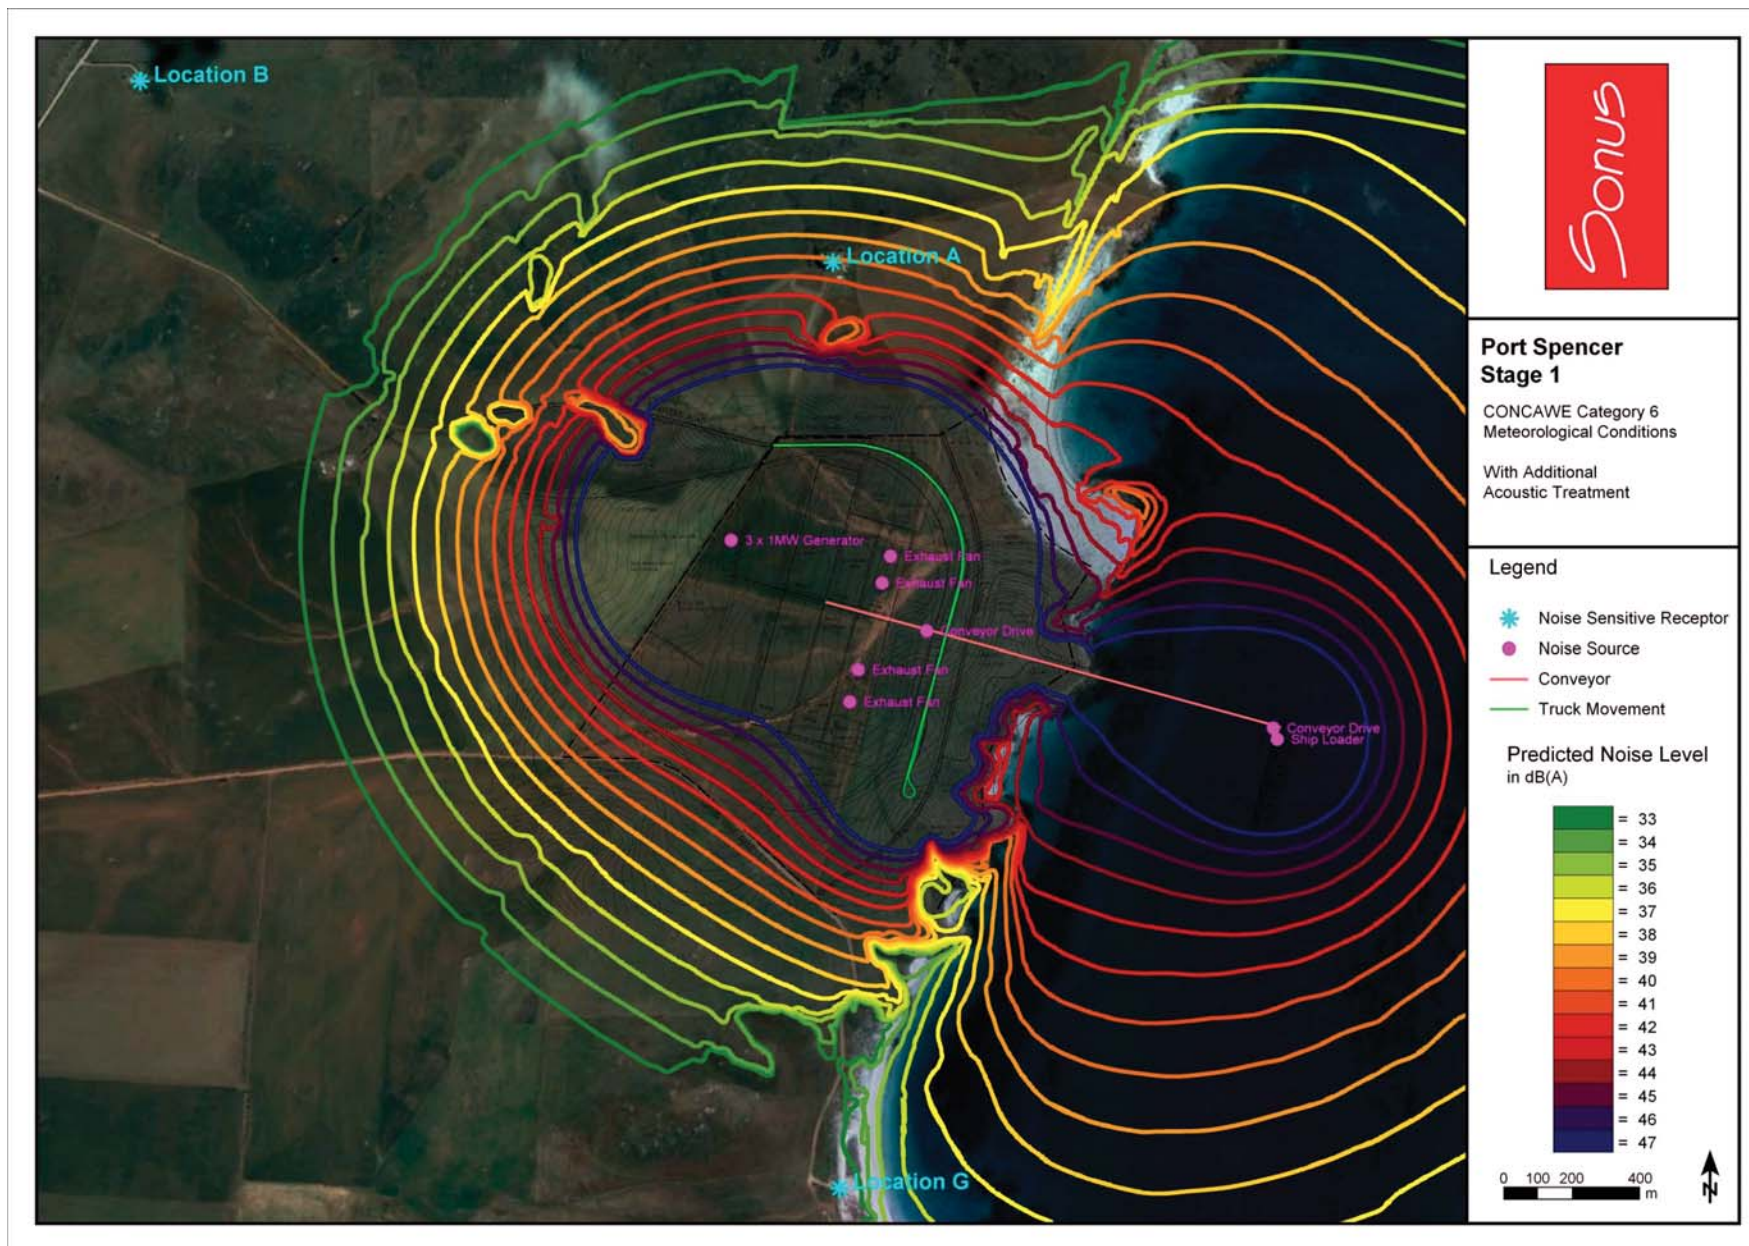 Location B
Location A
3 x 1MW Generator
Exhaust Fan
Exhaust Fan
Conveyor Drive
Exhaust Fan
Exhaust Fan
Conveyor Drive
Ship Loader
Location G
Sonus
Port Spencer
Stage 1
CONCAWE Category 6
Meteorological Conditions
With Additional
Acoustic Treatment
Legend
Noise Sensitive Receptor
Noise Source
Conveyor
Truck Movement
Predicted Noise Level
in dB(A)
= 33
= 34
= 35
= 36
= 37
= 38
= 39
= 40
= 41
= 42
= 43
= 44
= 45
= 46
= 47
0 100 200 400
m
N